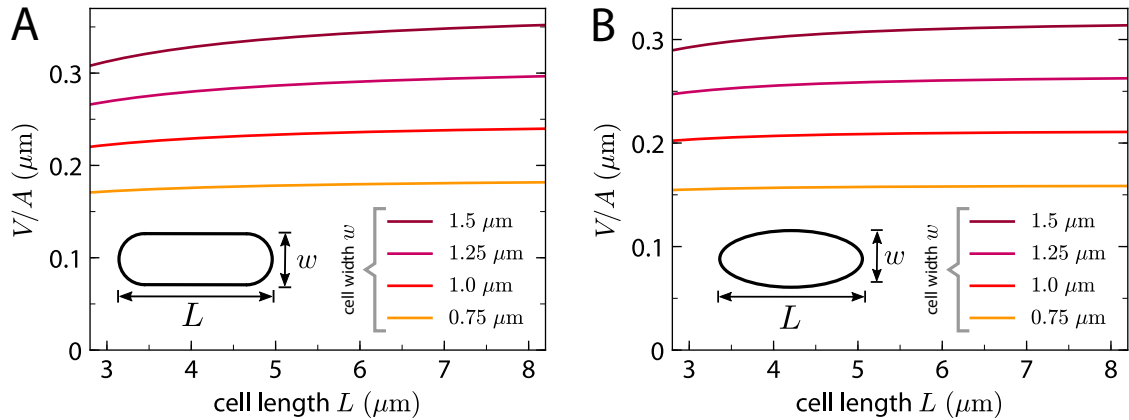 A
V/A (μm)
0.3
0.2
0.1
0
w
L
cell width w
1.5 μm
1.25 μm
1.0 μm
0.75 μm
3 4 5 6 7 8
cell length L (μm)
B
V/A (μm)
0.3
0.2
0.1
0
w
L
cell width w
1.5 μm
1.25 μm
1.0 μm
0.75 μm
3 4 5 6 7 8
cell length L (μm)